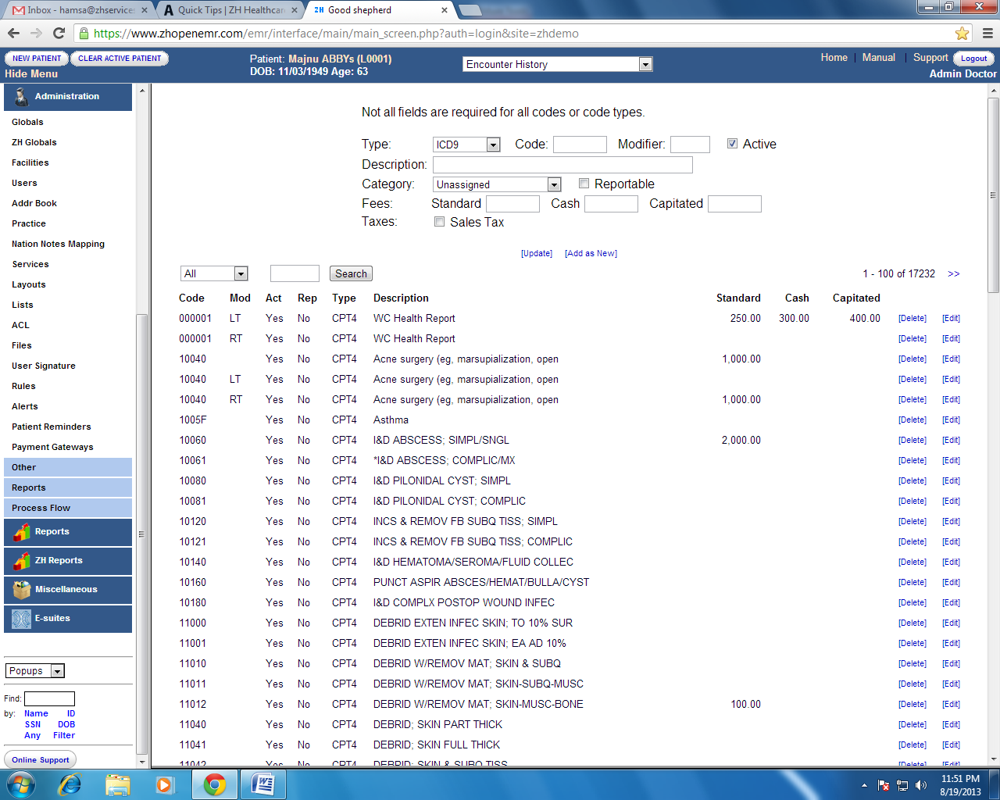 Inbox - hamsa@zhservices
Quick Tips | ZH Healthcar
ZH Good shepherd
https://www.zhopenemr.com/emr/interface/main/main_screen.php?auth=login&site=zhdemo
NEW PATIENT CLEAR ACTIVE PATIENT
Hide Menu
Patient: Majnu ABBYs (L0001)
DOB: 11/03/1949 Age: 63
Encounter History
Home | Manual | Support Logout
Admin Doctor
Administration
Globals
ZH Globals
Facilities
Users
Addr Book
Practice
Nation Notes Mapping
Services
Layouts
Lists
ACL
Files
User Signature
Rules
Alerts
Patient Reminders
Payment Gateways
Other
Reports
Process Flow
Reports
ZH Reports
Miscellaneous
E-suites
Popups
Find:
by: Name ID
SSN DOB
Any Filter
Online Support
Not all fields are required for all codes or code types.
Type: ICD9 Code: Modifier: Active
Description:
Category: Unassigned Reportable
Fees: Standard Cash Capitated
Taxes: Sales Tax
[Update] [Add as New]
All Search 1 - 100 of 17232 >>
Code Mod Act Rep Type Description Standard Cash Capitated
000001 LT Yes No CPT4 WC Health Report 250.00 300.00 400.00 [Delete] [Edit]
000001 RT Yes No CPT4 WC Health Report [Delete] [Edit]
10040 Yes No CPT4 Acne surgery (eg, marsupialization, open 1,000.00 [Delete] [Edit]
10040 LT Yes No CPT4 Acne surgery (eg, marsupialization, open [Delete] [Edit]
10040 RT Yes No CPT4 Acne surgery (eg, marsupialization, open 1,000.00 [Delete] [Edit]
1005F Yes No CPT4 Asthma [Delete] [Edit]
10060 Yes No CPT4 I&D ABSCESS; SIMPL/SNGL 2,000.00 [Delete] [Edit]
10061 Yes No CPT4 *I&D ABSCESS; COMPLIC/MX [Delete] [Edit]
10080 Yes No CPT4 I&D PILONIDAL CYST; SIMPL [Delete] [Edit]
10081 Yes No CPT4 I&D PILONIDAL CYST; COMPLIC [Delete] [Edit]
10120 Yes No CPT4 INCS & REMOV FB SUBQ TISS; SIMPL [Delete] [Edit]
10121 Yes No CPT4 INCS & REMOV FB SUBQ TISS; COMPLIC [Delete] [Edit]
10140 Yes No CPT4 I&D HEMATOMA/SEROMA/FLUID COLLEC [Delete] [Edit]
10160 Yes No CPT4 PUNCT ASPIR ABSCES/HEMAT/BULLA/CYST [Delete] [Edit]
10180 Yes No CPT4 I&D COMPLX POSTOP WOUND INFEC [Delete] [Edit]
11000 Yes No CPT4 DEBRID EXTEN INFEC SKIN; TO 10% SUR [Delete] [Edit]
11001 Yes No CPT4 DEBRID EXTEN INFEC SKIN; EA AD 10% [Delete] [Edit]
11010 Yes No CPT4 DEBRID W/REMOV MAT; SKIN & SUBQ [Delete] [Edit]
11011 Yes No CPT4 DEBRID W/REMOV MAT; SKIN-SUBQ-MUSC [Delete] [Edit]
11012 Yes No CPT4 DEBRID W/REMOV MAT; SKIN-MUSC-BONE 100.00 [Delete] [Edit]
11040 Yes No CPT4 DEBRID; SKIN PART THICK [Delete] [Edit]
11041 Yes No CPT4 DEBRID; SKIN FULL THICK [Delete] [Edit]
11042 Yes No CPT4 DEBRID; SKIN & SUBQ TISS [Delete] [Edit]
11:51 PM
8/19/2013